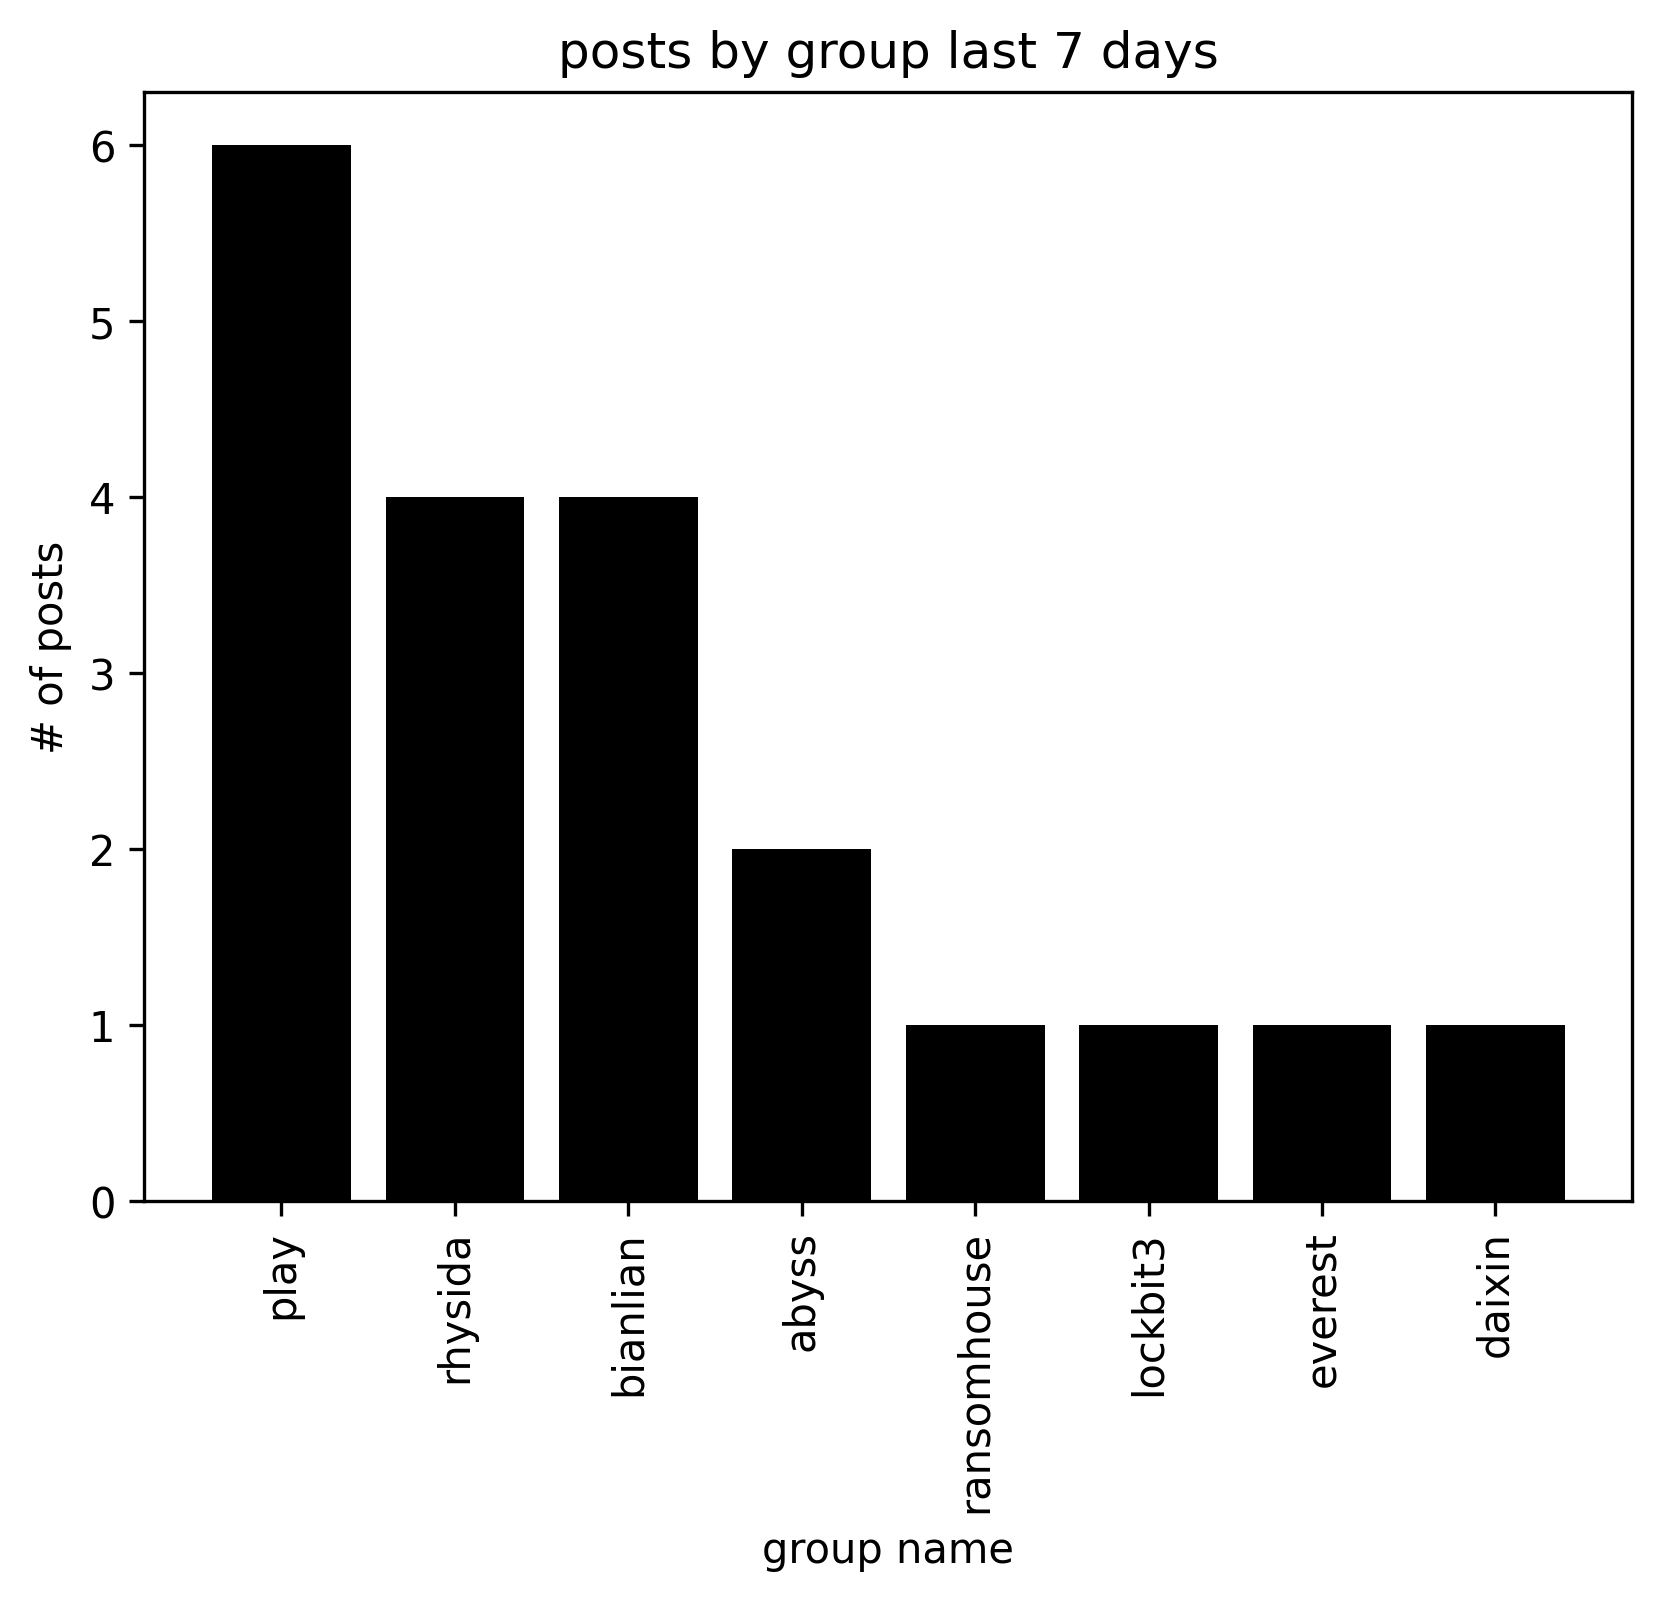 posts by group last 7 days
6
5
4
3
2
1
0
# of posts
play
rhysida
bianlian
abyss
ransomhouse
lockbit3
everest
daixin
group name